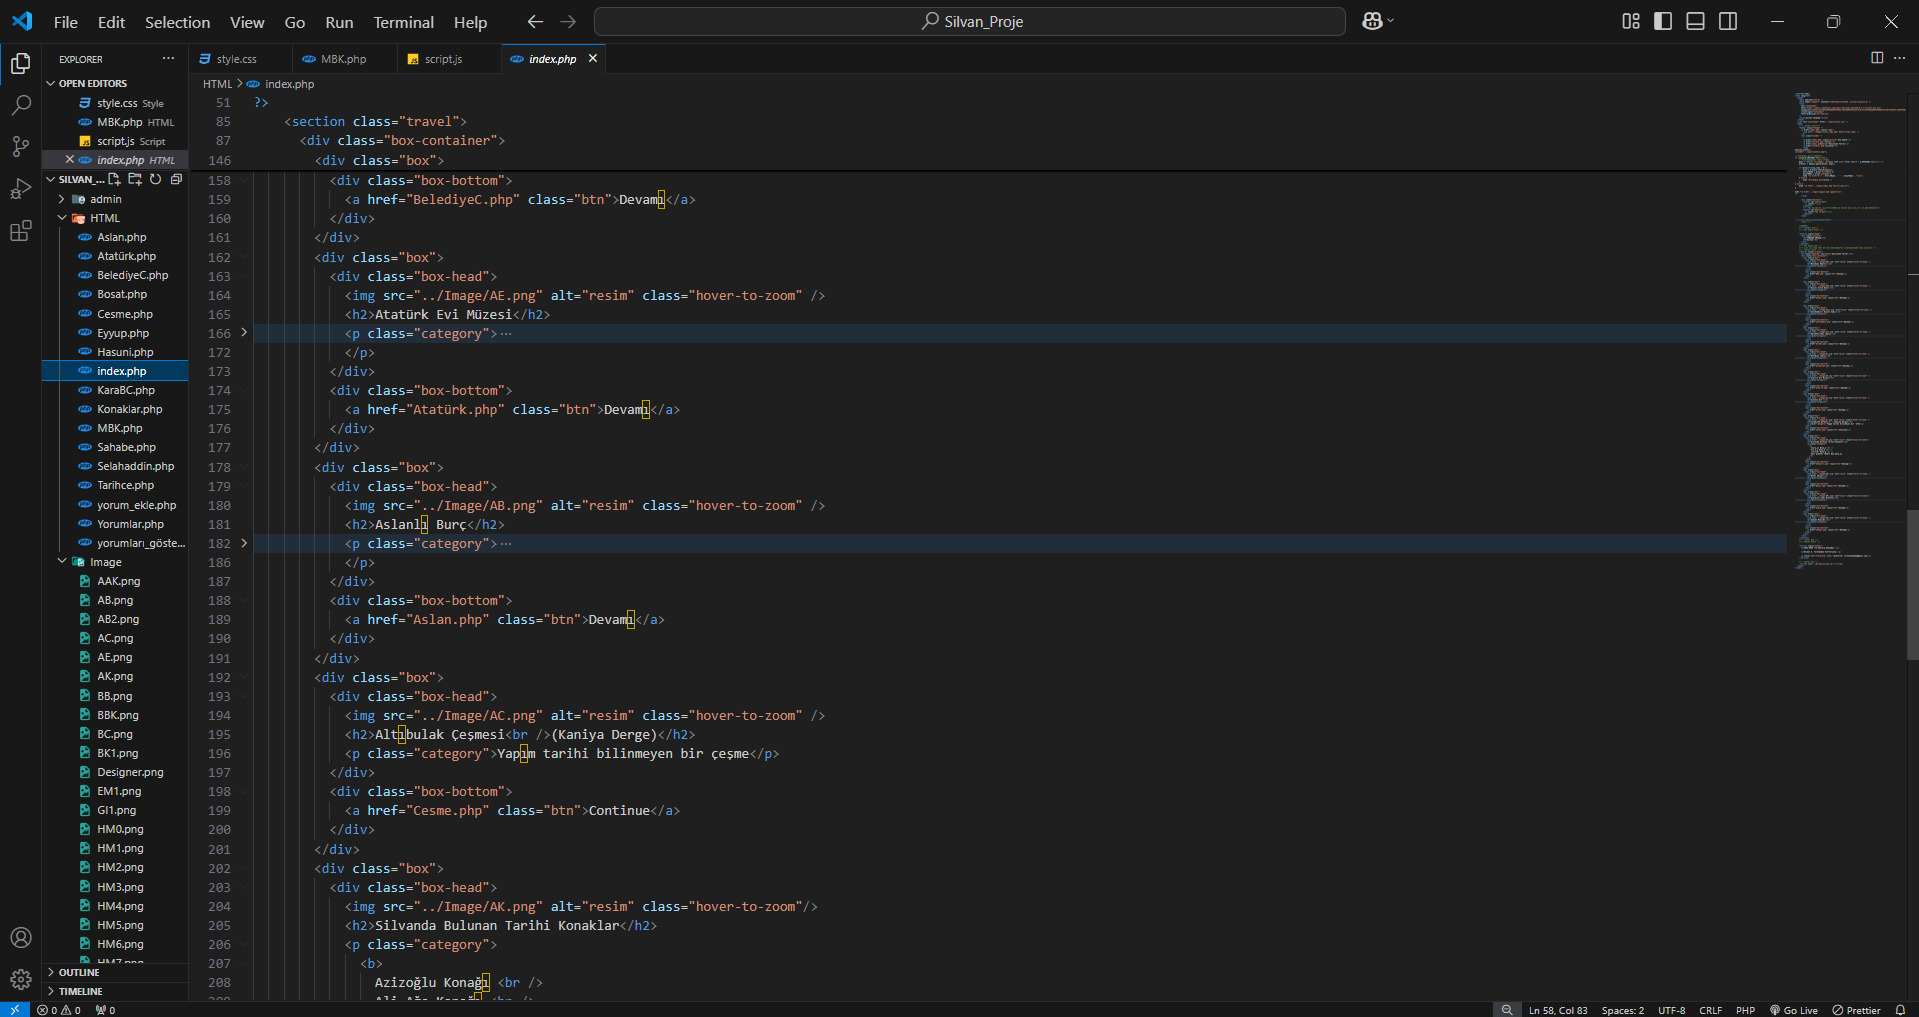 File Edit Selection View Go Run Terminal Help
Silvan_Proje
EXPLORER
OPEN EDITORS
style.css Style
MBK.php HTML
script.js Script
index.php HTML
SILVAN_...
admin
HTML
Aslan.php
Atatürk.php
BelediyeC.php
Bosat.php
Cesme.php
Eyyup.php
Hasuni.php
index.php
KaraBC.php
Konaklar.php
MBK.php
Sahabe.php
Selahaddin.php
Tarihce.php
yorum_ekle.php
Yorumlar.php
yorumları_göste...
Image
AAK.png
AB.png
AB2.png
AC.png
AE.png
AK.png
BB.png
BBK.png
BC.png
BK1.png
Designer.png
EM1.png
GI1.png
HM0.png
HM1.png
HM2.png
HM3.png
HM4.png
HM5.png
HM6.png
HM7.png
OUTLINE
TIMELINE
style.css MBK.php script.js index.php
HTML > index.php
51 ?>
85 <section class="travel">
87 <div class="box-container">
146 <div class="box">
158 <div class="box-bottom">
159 <a href="BelediyeC.php" class="btn">Devamı</a>
160 </div>
161 </div>
162 <div class="box">
163 <div class="box-head">
164 <img src="../Image/AE.png" alt="resim" class="hover-to-zoom" />
165 <h2>Atatürk Evi Müzesi</h2>
166 <p class="category">···
172 </p>
173 </div>
174 <div class="box-bottom">
175 <a href="Atatürk.php" class="btn">Devamı</a>
176 </div>
177 </div>
178 <div class="box">
179 <div class="box-head">
180 <img src="../Image/AB.png" alt="resim" class="hover-to-zoom" />
181 <h2>Aslanlı Burç</h2>
182 <p class="category">···
186 </p>
187 </div>
188 <div class="box-bottom">
189 <a href="Aslan.php" class="btn">Devamı</a>
190 </div>
191 </div>
192 <div class="box">
193 <div class="box-head">
194 <img src="../Image/AC.png" alt="resim" class="hover-to-zoom" />
195 <h2>Altıbulak Çeşmesi<br />(Kaniya Derge)</h2>
196 <p class="category">Yapım tarihi bilinmeyen bir çeşme</p>
197 </div>
198 <div class="box-bottom">
199 <a href="Cesme.php" class="btn">Continue</a>
200 </div>
201 </div>
202 <div class="box">
203 <div class="box-head">
204 <img src="../Image/AK.png" alt="resim" class="hover-to-zoom"/>
205 <h2>Silvanda Bulunan Tarihi Konaklar</h2>
206 <p class="category">
207 <b>
208 Azizoğlu Konağı <br />
209 Ali Ağa Konağı <br />
0 0 0
Ln 58, Col 83 Spaces: 2 UTF-8 CRLF PHP Go Live Prettier